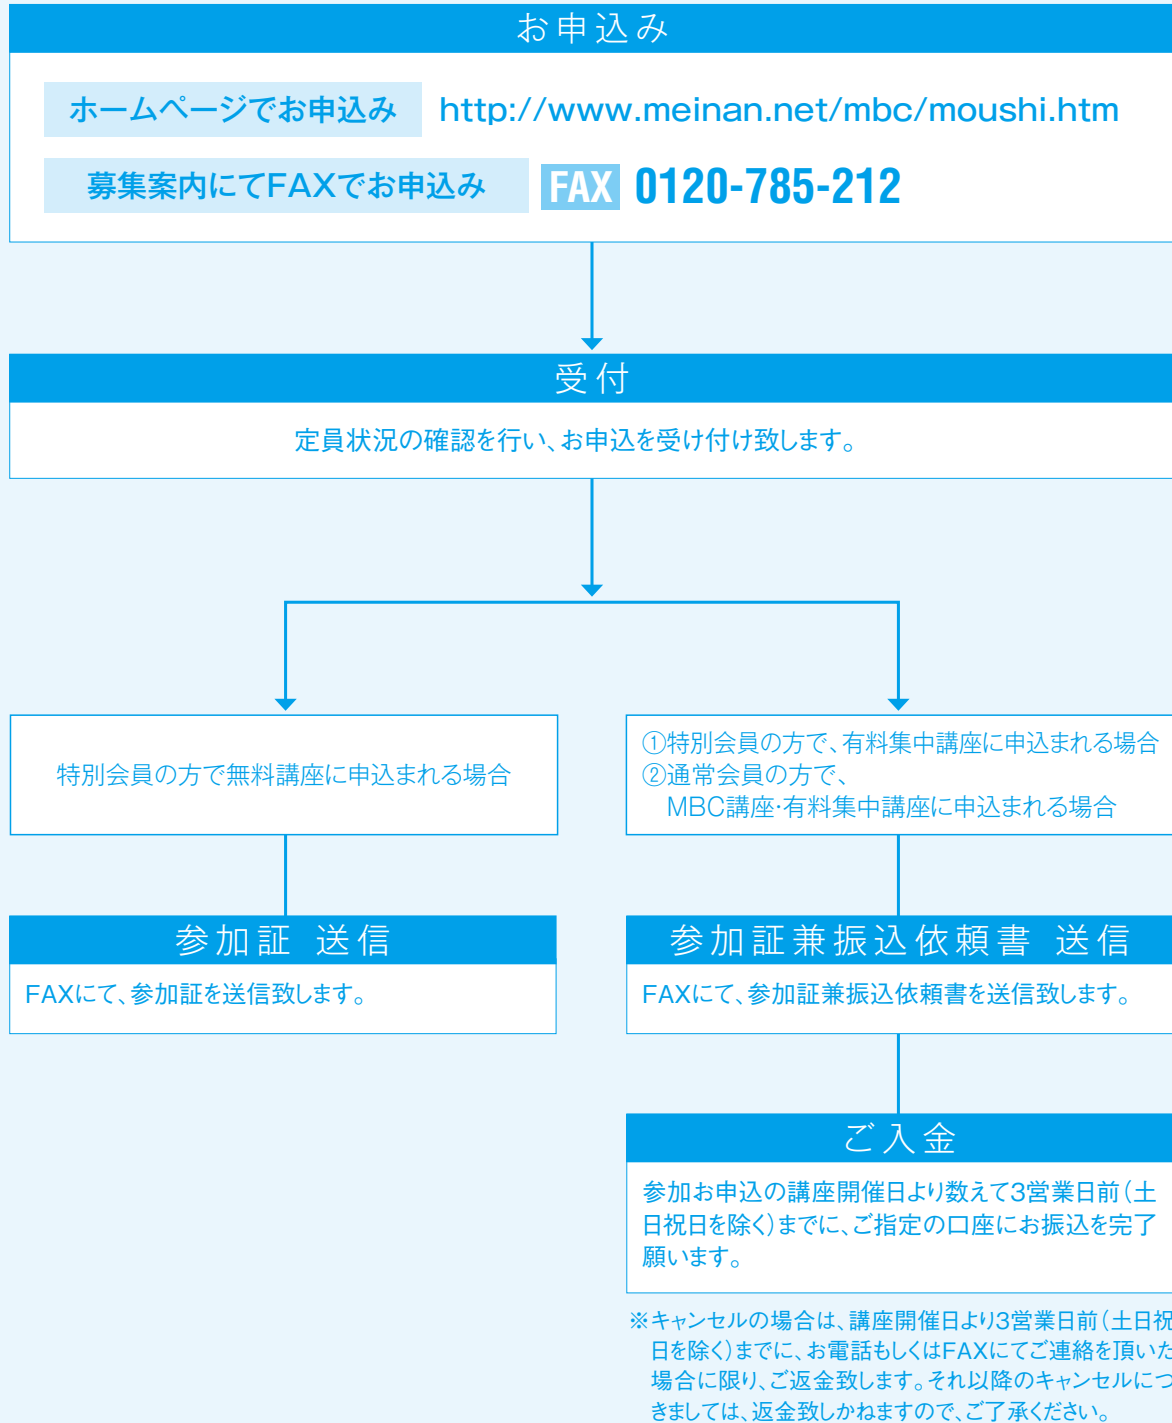 お申込み
ホームページでお申込み http://www.meinan.net/mbc/moushi.htm
募集案内にてFAXでお申込み FAX 0120-785-212
受付
定員状況の確認を行い、お申込を受け付け致します。
特別会員の方で無料講座に申込まれる場合
①特別会員の方で、有料集中講座に申込まれる場合
②通常会員の方で、
MBC講座・有料集中講座に申込まれる場合
参加証 送信
FAXにて、参加証を送信致します。
参加証兼振込依頼書 送信
FAXにて、参加証兼振込依頼書を送信致します。
ご入金
参加お申込の講座開催日より数えて3営業日前(土
日祝日を除く)までに、ご指定の口座にお振込を完了
願います。
※キャンセルの場合は、講座開催日より3営業日前(土日祝
日を除く)までに、お電話もしくはFAXにてご連絡を頂いた
場合に限り、ご返金致します。それ以降のキャンセルにつ
きましては、返金致しかねますので、ご了承ください。